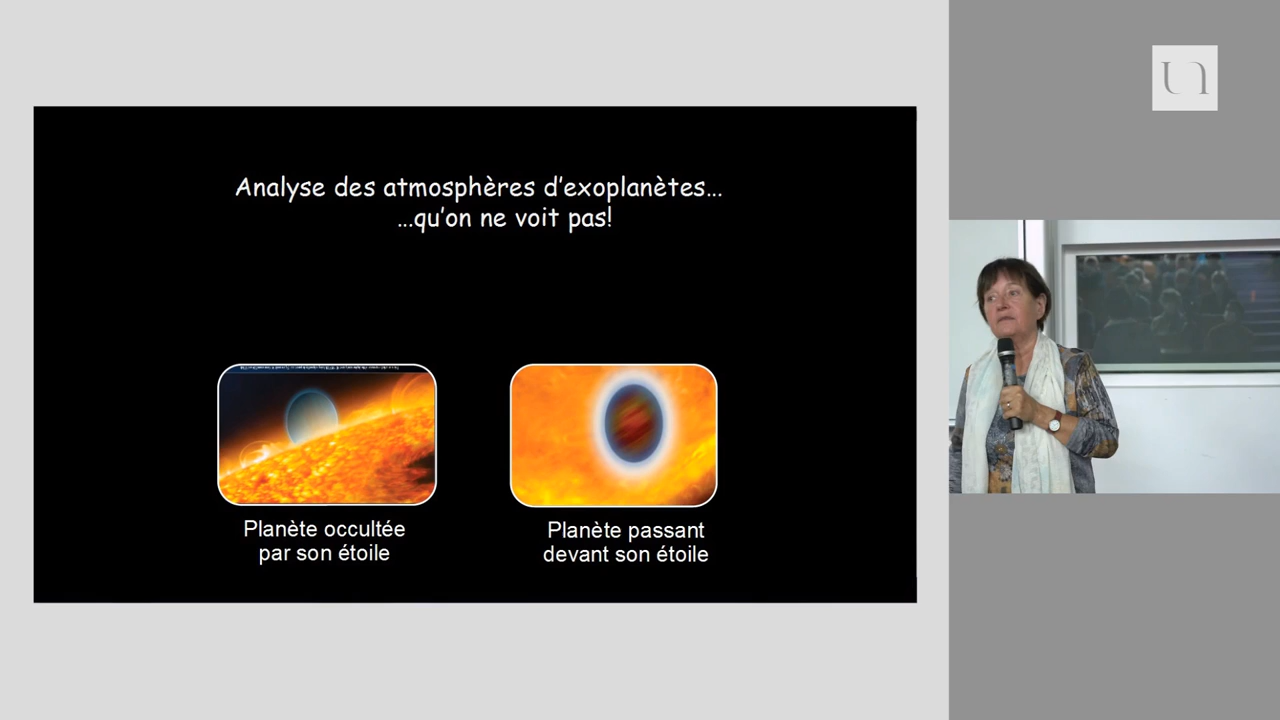 Analyse des atmosphères d'exoplanètes...
...qu'on ne voit pas!
Planète occultée
par son étoile
Planète passant
devant son étoile